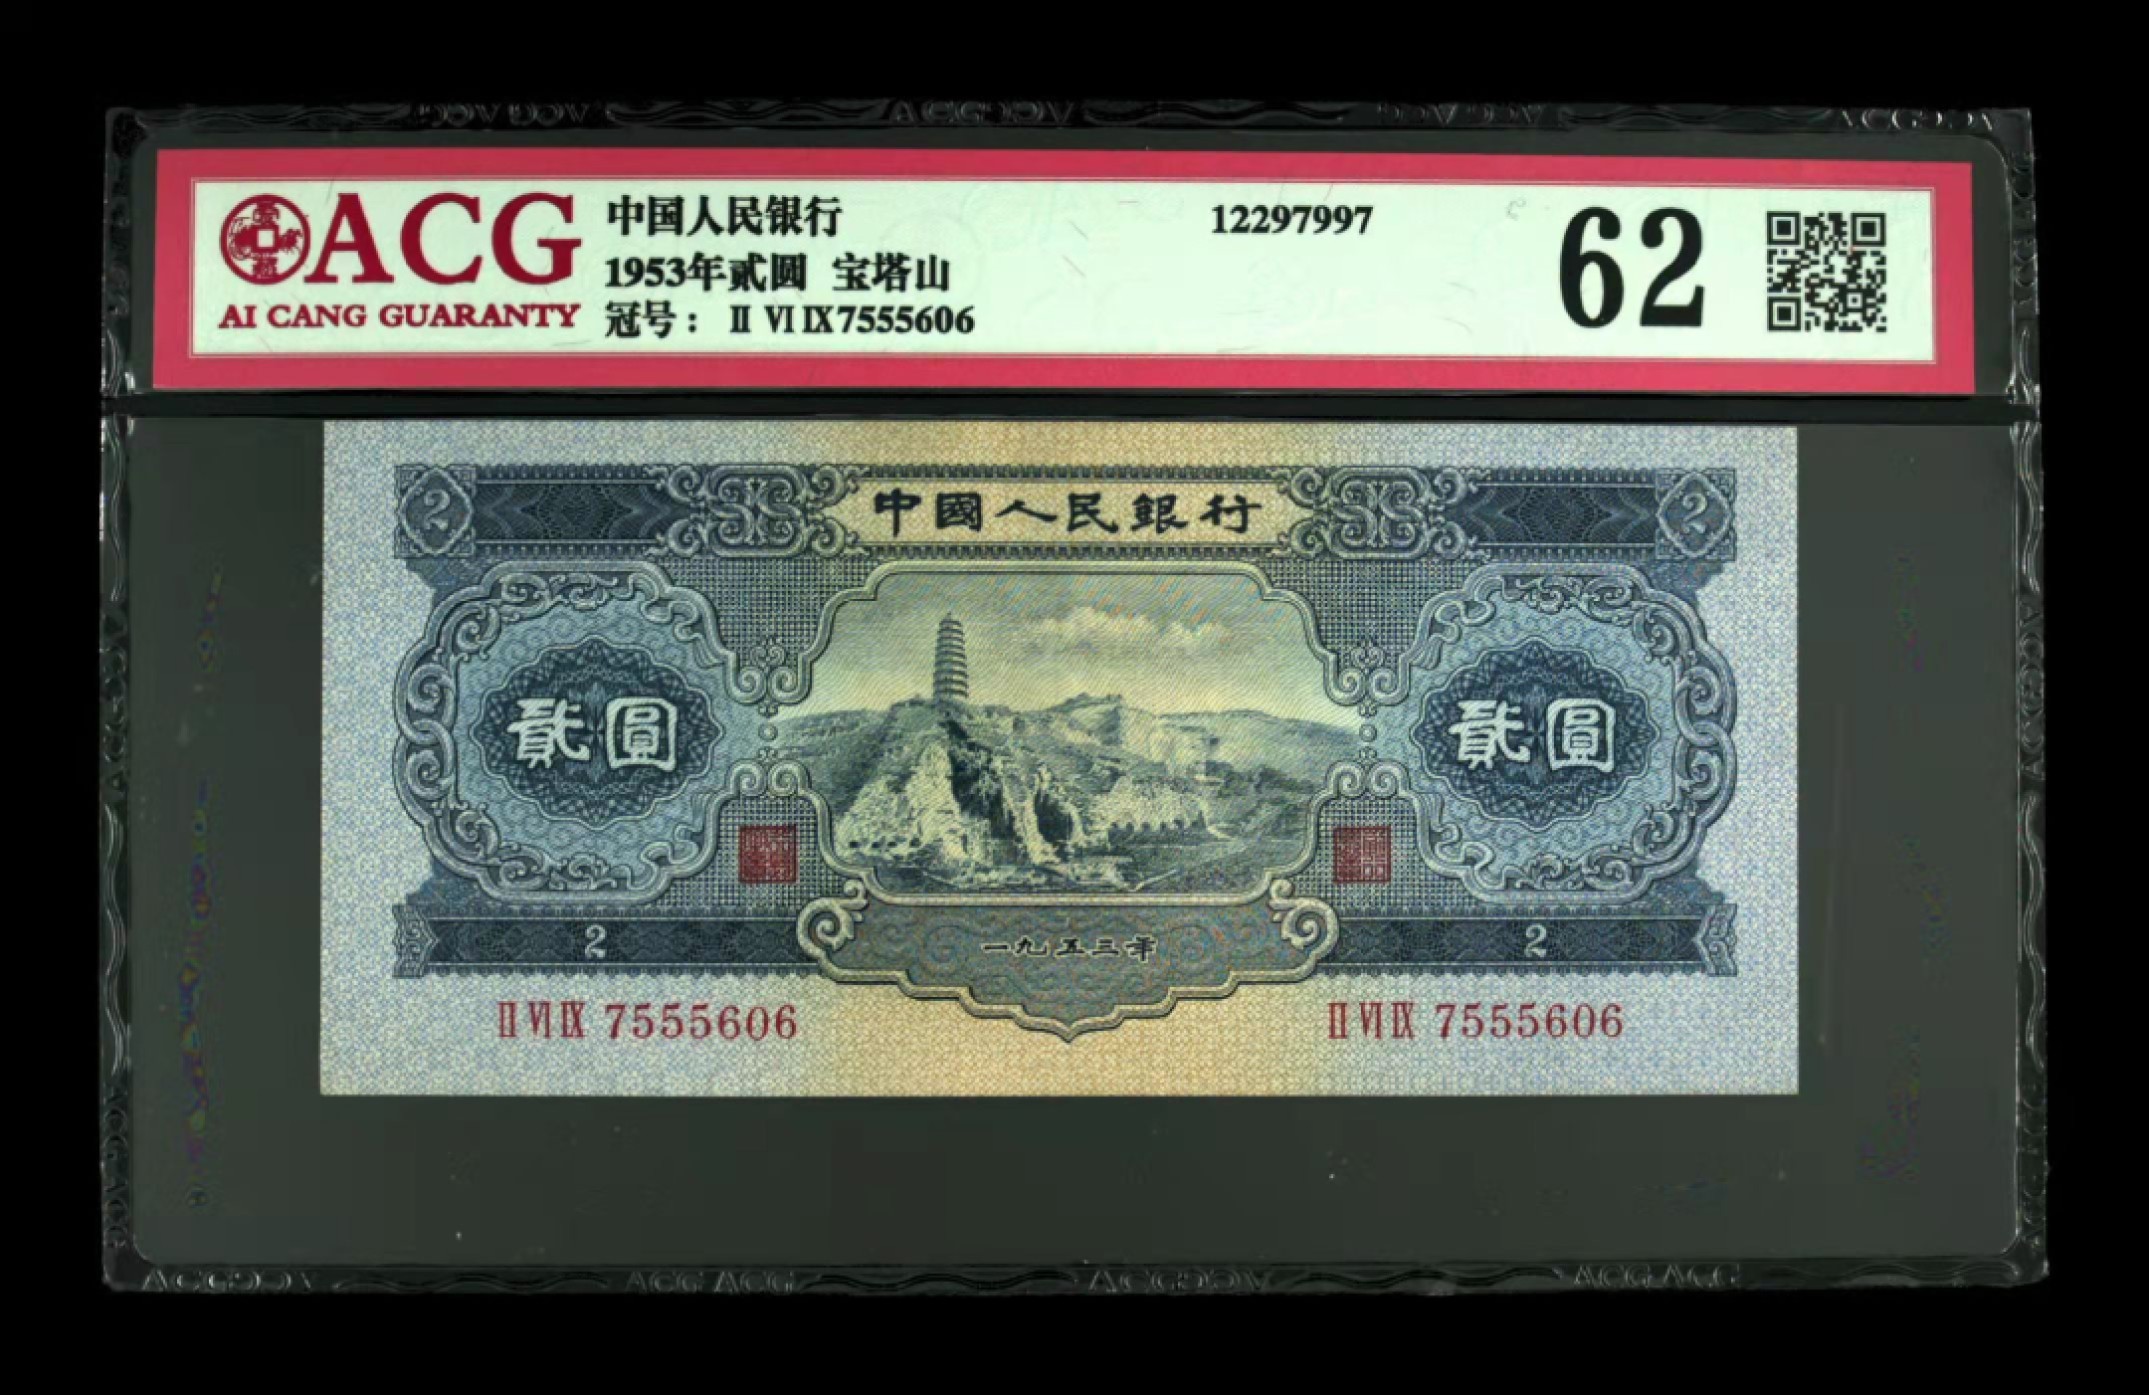 ACG
AI CANG GUARANTY
中国人民银行
1953年贰圆 宝塔山
冠号： Ⅱ Ⅵ Ⅸ7555606
12297997
62
2
中國人民銀行
2
貳圓
貳圓
2
一九五三年
2
Ⅱ Ⅵ Ⅸ 7555606
Ⅱ Ⅵ Ⅸ 7555606